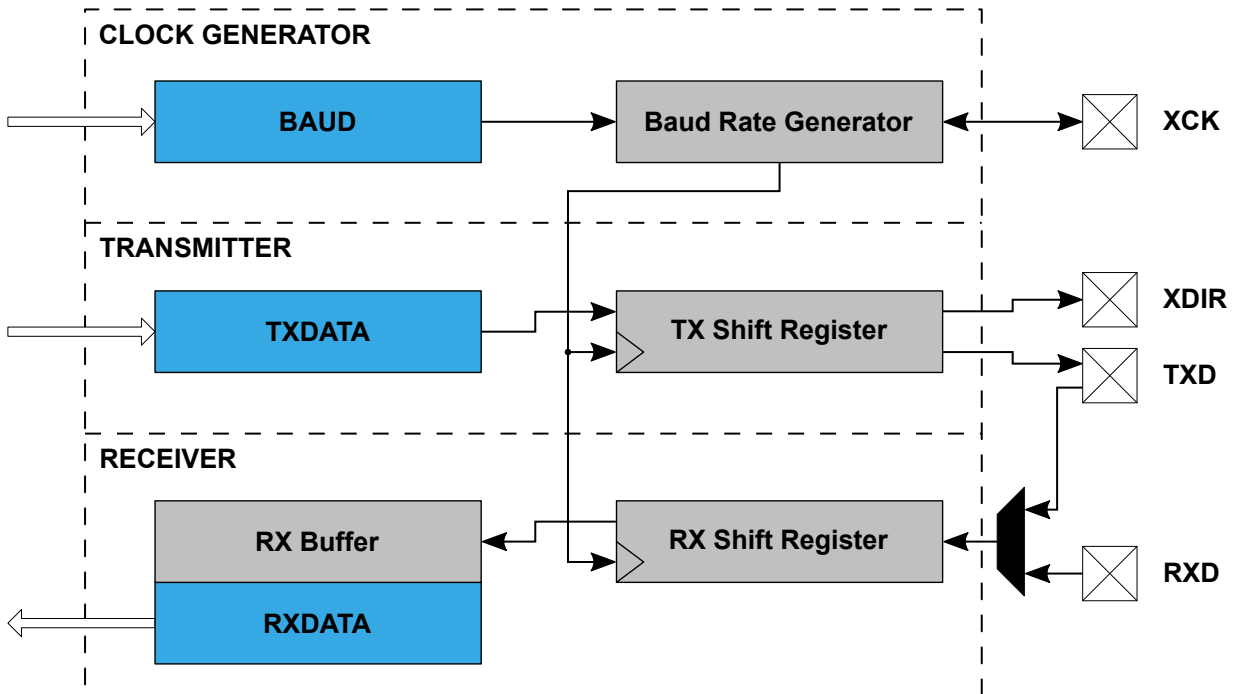 CLOCK GENERATOR
BAUD
Baud Rate Generator
XCK
TRANSMITTER
TXDATA
TX Shift Register
XDIR
TXD
RECEIVER
RX Buffer
RX Shift Register
RXD
RXDATA